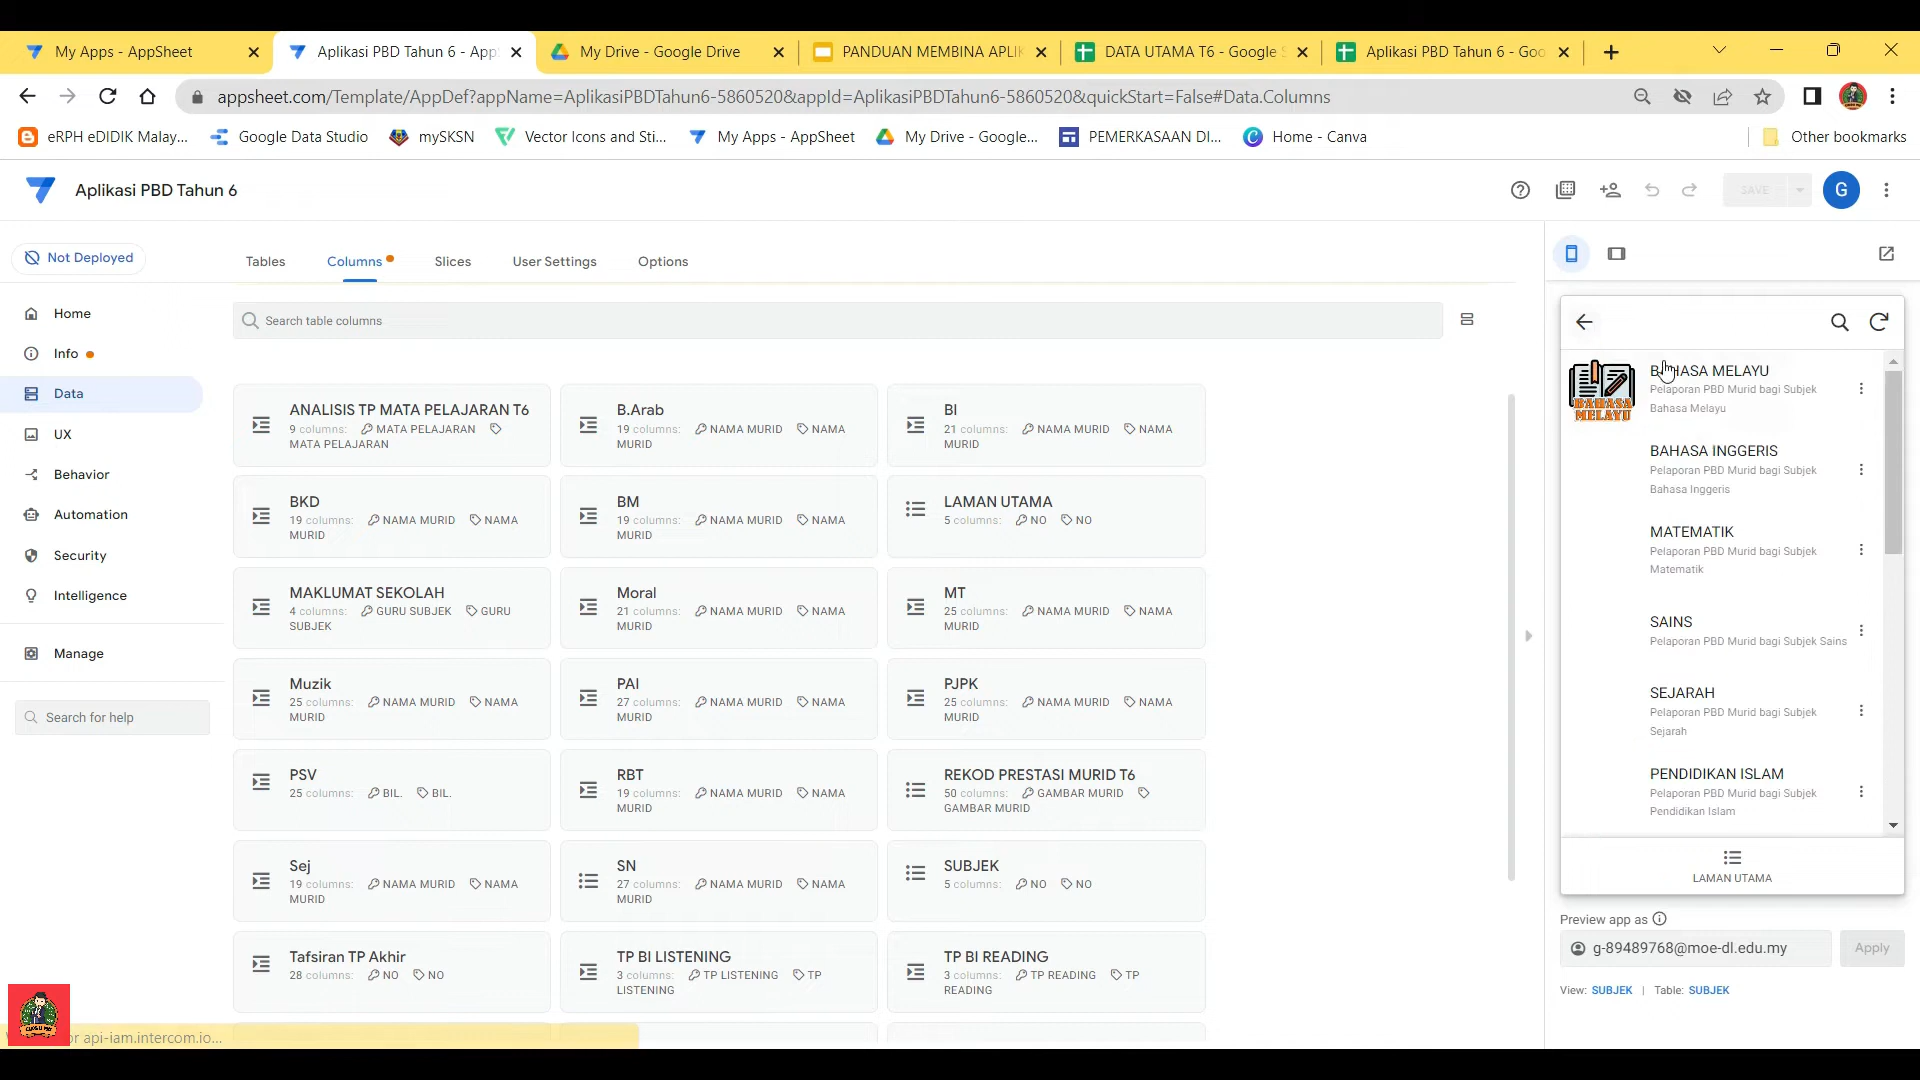 My Apps - AppSheet
Aplikasi PBD Tahun 6 - App
My Drive - Google Drive
PANDUAN MEMBINA APLIK
DATA UTAMA T6 - Google S
Aplikasi PBD Tahun 6 - Goo
appsheet.com/Template/AppDef?appName=AplikasiPBDTahun6-5860520&appId=AplikasiPBDTahun6-5860520&quickStart=False#Data.Columns
eRPH eDIDIK Malay...
Google Data Studio
mySKSN
Vector Icons and Sti...
My Apps - AppSheet
My Drive - Google...
PEMERKASAAN DI...
Home - Canva
Other bookmarks
Aplikasi PBD Tahun 6
SAVE
G
Not Deployed
Home
Info
Data
UX
Behavior
Automation
Security
Intelligence
Manage
Search for help
Tables
Columns
Slices
User Settings
Options
Search table columns
ANALISIS TP MATA PELAJARAN T6
9 columns: MATA PELAJARAN
MATA PELAJARAN
B.Arab
19 columns: NAMA MURID NAMA
MURID
BI
21 columns: NAMA MURID NAMA
MURID
BKD
19 columns: NAMA MURID NAMA
MURID
BM
19 columns: NAMA MURID NAMA
MURID
LAMAN UTAMA
5 columns: NO NO
MAKLUMAT SEKOLAH
4 columns: GURU SUBJEK GURU
SUBJEK
Moral
21 columns: NAMA MURID NAMA
MURID
MT
25 columns: NAMA MURID NAMA
MURID
Muzik
25 columns: NAMA MURID NAMA
MURID
PAI
27 columns: NAMA MURID NAMA
MURID
PJPK
25 columns: NAMA MURID NAMA
MURID
PSV
25 columns: BIL. BIL.
RBT
19 columns: NAMA MURID NAMA
MURID
REKOD PRESTASI MURID T6
50 columns: GAMBAR MURID
GAMBAR MURID
Sej
19 columns: NAMA MURID NAMA
MURID
SN
27 columns: NAMA MURID NAMA
MURID
SUBJEK
5 columns: NO NO
Tafsiran TP Akhir
28 columns: NO NO
TP BI LISTENING
3 columns: TP LISTENING TP
LISTENING
TP BI READING
3 columns: TP READING TP
READING
BAHASA
MELAYU
BAHASA MELAYU
Pelaporan PBD Murid bagi Subjek
Bahasa Melayu
BAHASA INGGERIS
Pelaporan PBD Murid bagi Subjek
Bahasa Inggeris
MATEMATIK
Pelaporan PBD Murid bagi Subjek
Matematik
SAINS
Pelaporan PBD Murid bagi Subjek Sains
SEJARAH
Pelaporan PBD Murid bagi Subjek
Sejarah
PENDIDIKAN ISLAM
Pelaporan PBD Murid bagi Subjek
Pendidikan Islam
LAMAN UTAMA
Preview app as
g-89489768@moe-dl.edu.my
Apply
View: SUBJEK | Table: SUBJEK
or api-iam.intercom.io...